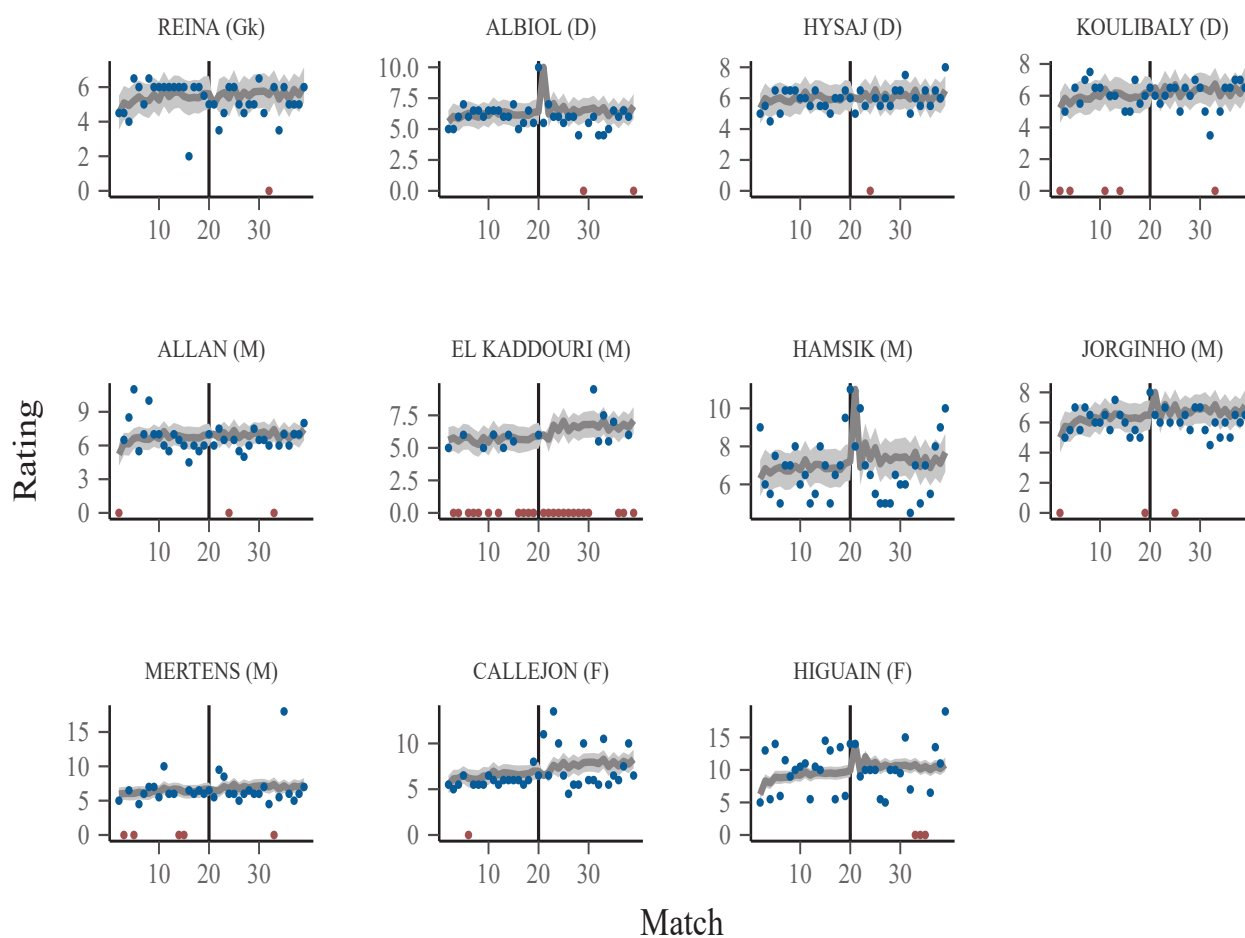 REINA (Gk) ALBIOL (D) HYSAJ (D) KOULIBALY (D)
6 10.0 8 8
4 7.5 6 6
2 5.0 4 4
0 2.5 2 2
0.0 0 0
10 20 30 10 20 30 10 20 30 10 20 30
ALLAN (M) EL KADDOURI (M) HAMSIK (M) JORGINHO (M)
9 7.5 10 8
6 5.0 8 6
3 2.5 6 4
0 0.0 2
0
10 20 30 10 20 30 10 20 30 10 20 30
Rating
MERTENS (M) CALLEJON (F) HIGUAIN (F)
15 10 15
10 5 10
5 0 5
0 0
10 20 30 10 20 30 10 20 30
Match